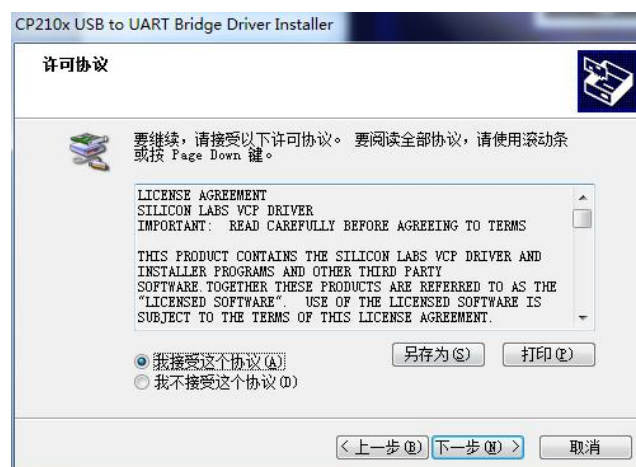 CP210x USB to UART Bridge Driver Installer
许可协议
要继续，请接受以下许可协议。 要阅读全部协议，请使用滚动条
或按 Page Down 键。
LICENSE AGREEMENT
SILICON LABS VCP DRIVER
IMPORTANT: READ CAREFULLY BEFORE AGREEING TO TERMS
THIS PRODUCT CONTAINS THE SILICON LABS VCP DRIVER AND
INSTALLER PROGRAMS AND OTHER THIRD PARTY
SOFTWARE.TOGETHER THESE PRODUCTS ARE REFERRED TO AS THE
"LICENSED SOFTWARE". USE OF THE LICENSED SOFTWARE IS
SUBJECT TO THE TERMS OF THIS LICENSE AGREEMENT.
我接受这个协议(A)
另存为(S) 打印(P)
我不接受这个协议(D)
< 上一步(B) 下一步(N) > 取消